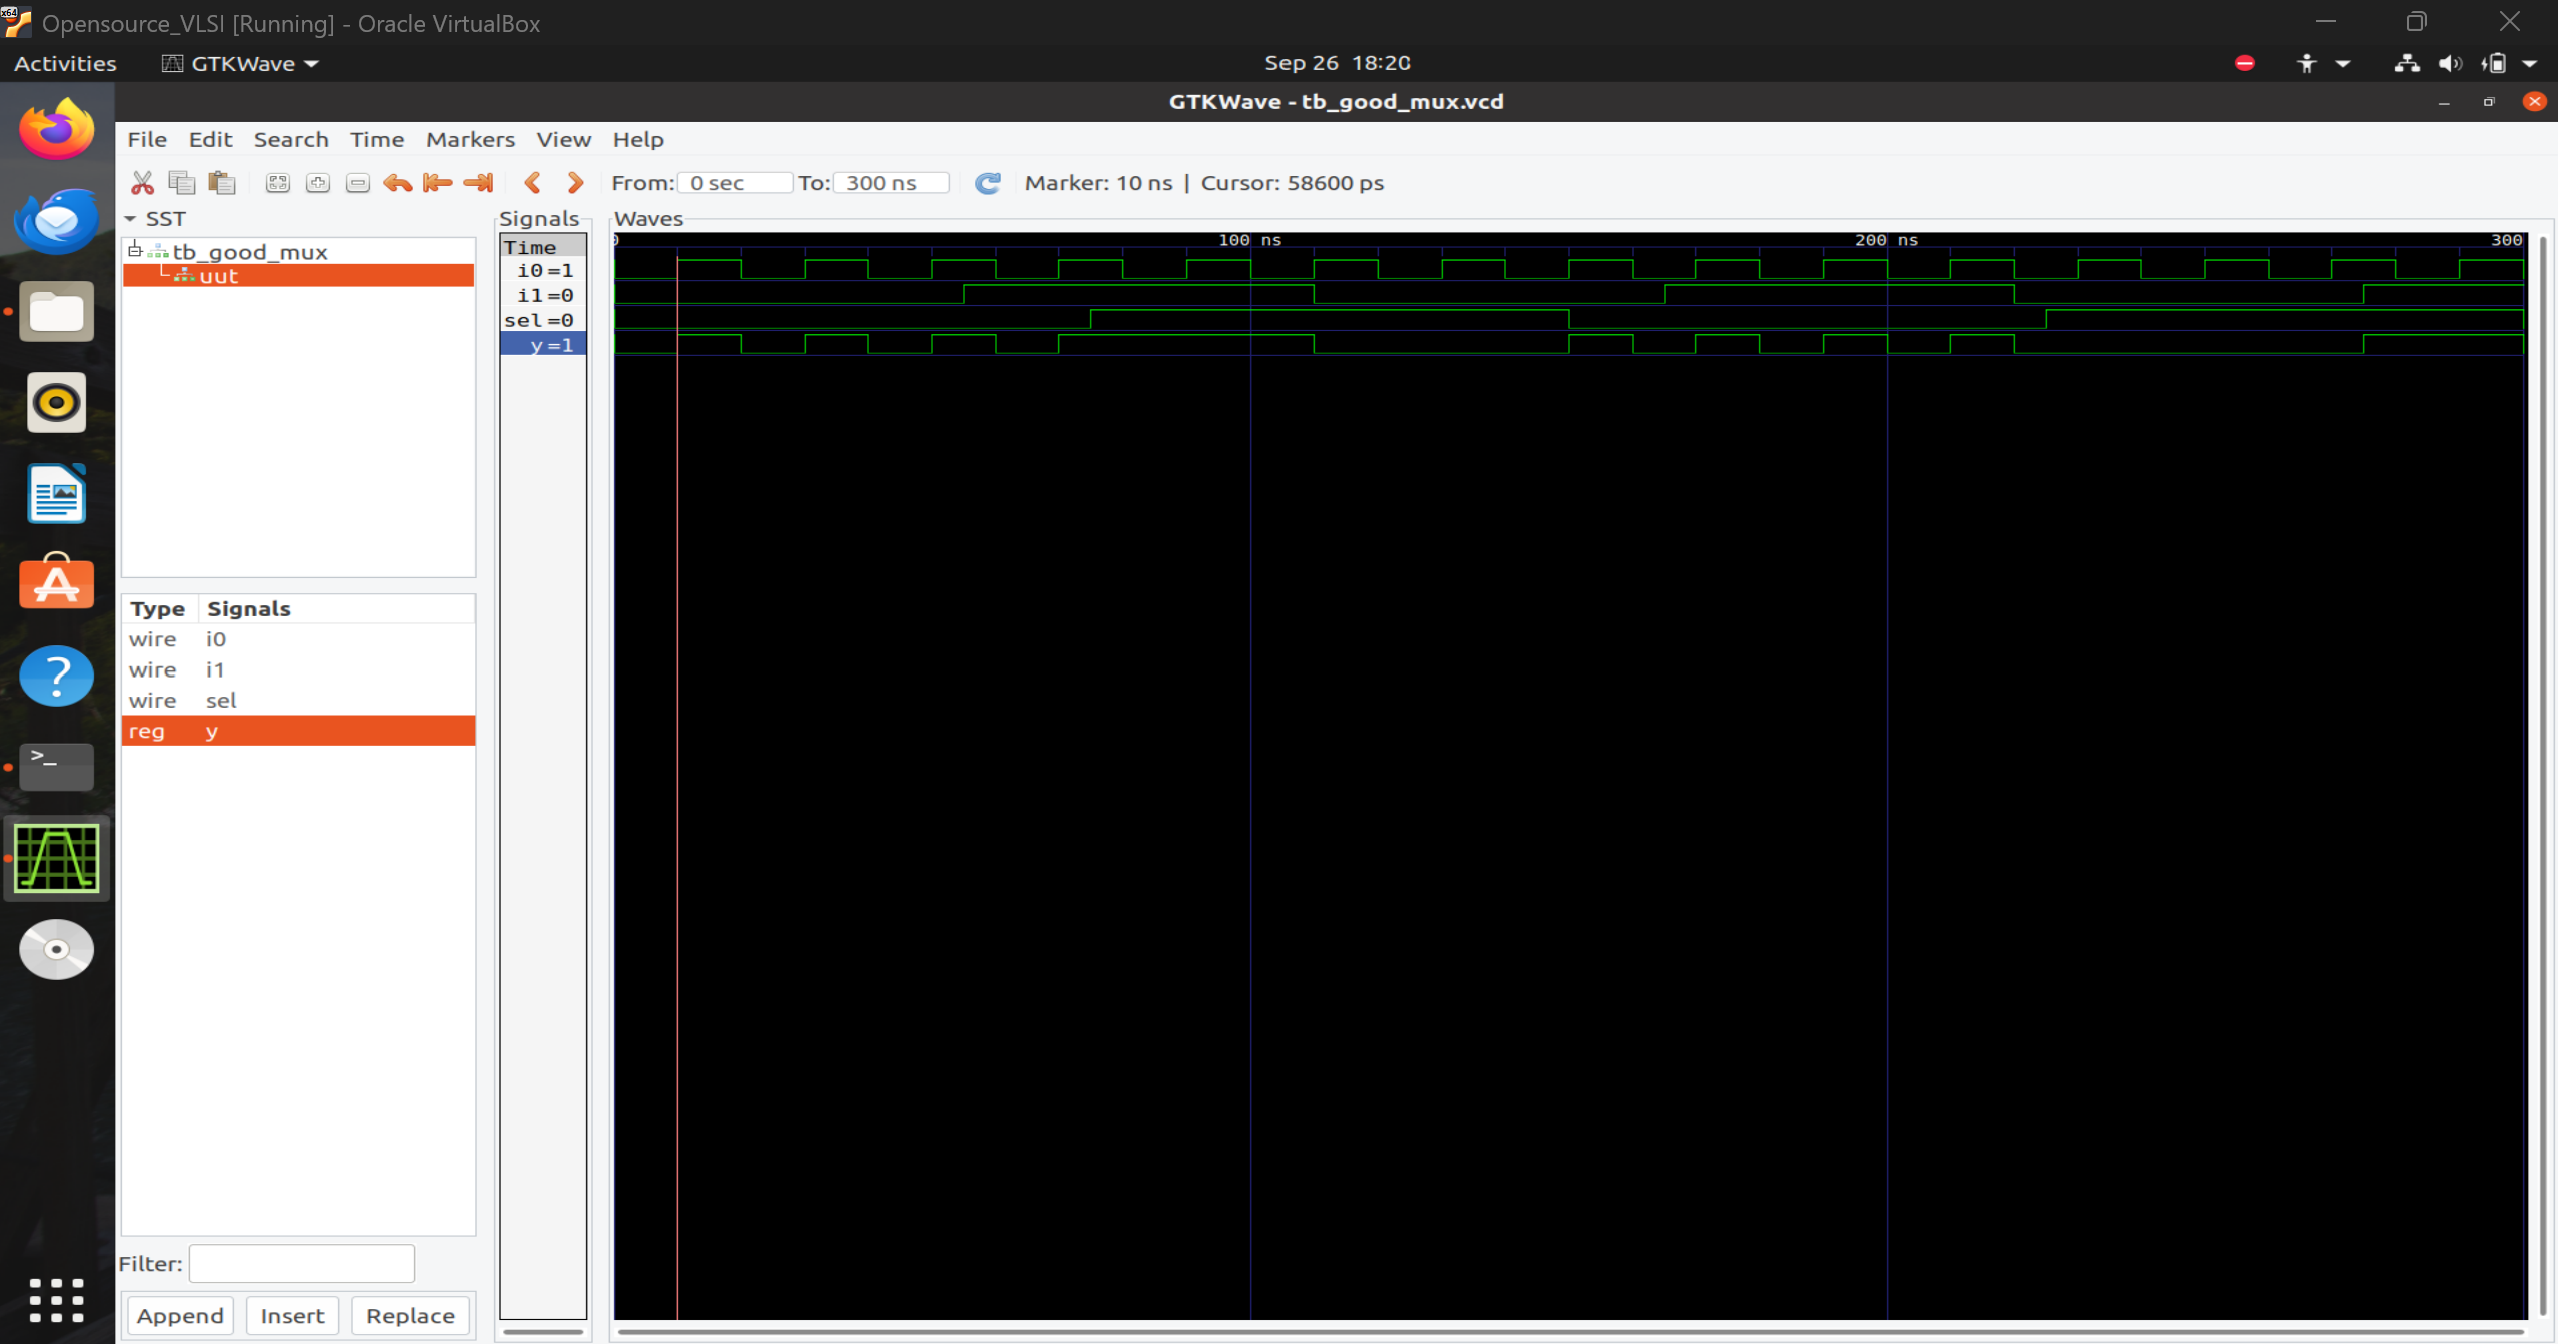 x64
Opensource_VLSI [Running] - Oracle VirtualBox
Activities
GTKWave
Sep 26 18:20
GTKWave - tb_good_mux.vcd
File Edit Search Time Markers View Help
From: 0 sec To: 300 ns Marker: 10 ns | Cursor: 58600 ps
SST
tb_good_mux
uut
Type Signals
wire i0
wire i1
wire sel
reg y
Filter:
Append Insert Replace
Signals
Time
i0=1
i1=0
sel=0
y=1
Waves
0 100 ns 200 ns 300